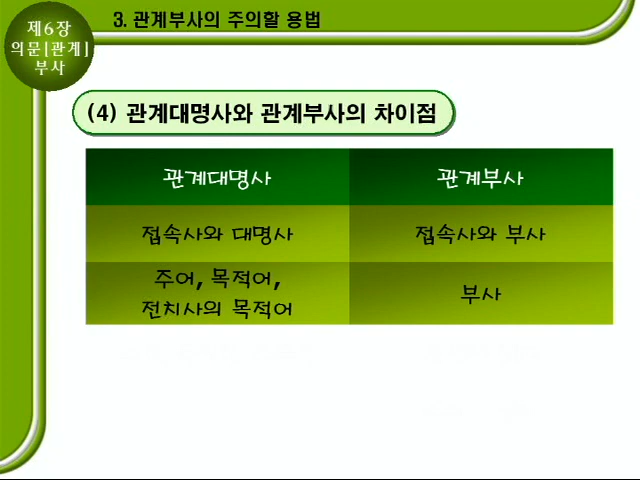 제6장
의문[관계]
부사
3. 관계부사의 주의할 용법
(4) 관계대명사와 관계부사의 차이점
관계대명사 관계부사
접속사와 대명사 접속사와 부사
주어, 목적어,
전치사의 목적어 부사